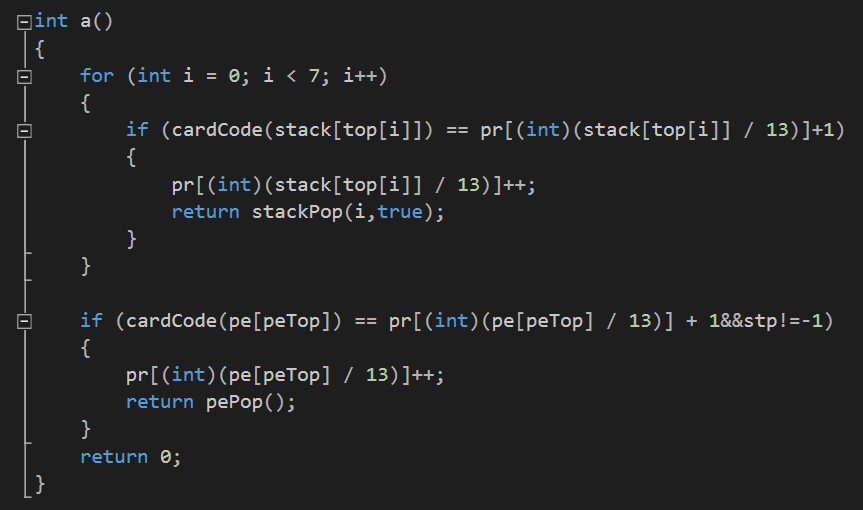 int a()
{
    for (int i = 0; i < 7; i++)
    {
        if (cardCode(stack[top[i]]) == pr[(int)(stack[top[i]] / 13)]+1)
        {
            pr[(int)(stack[top[i]] / 13)]++;
            return stackPop(i,true);
        }
    }

    if (cardCode(pe[peTop]) == pr[(int)(pe[peTop] / 13)] + 1&&stp!=-1)
    {
        pr[(int)(pe[peTop] / 13)]++;
        return pePop();
    }
    return 0;
}